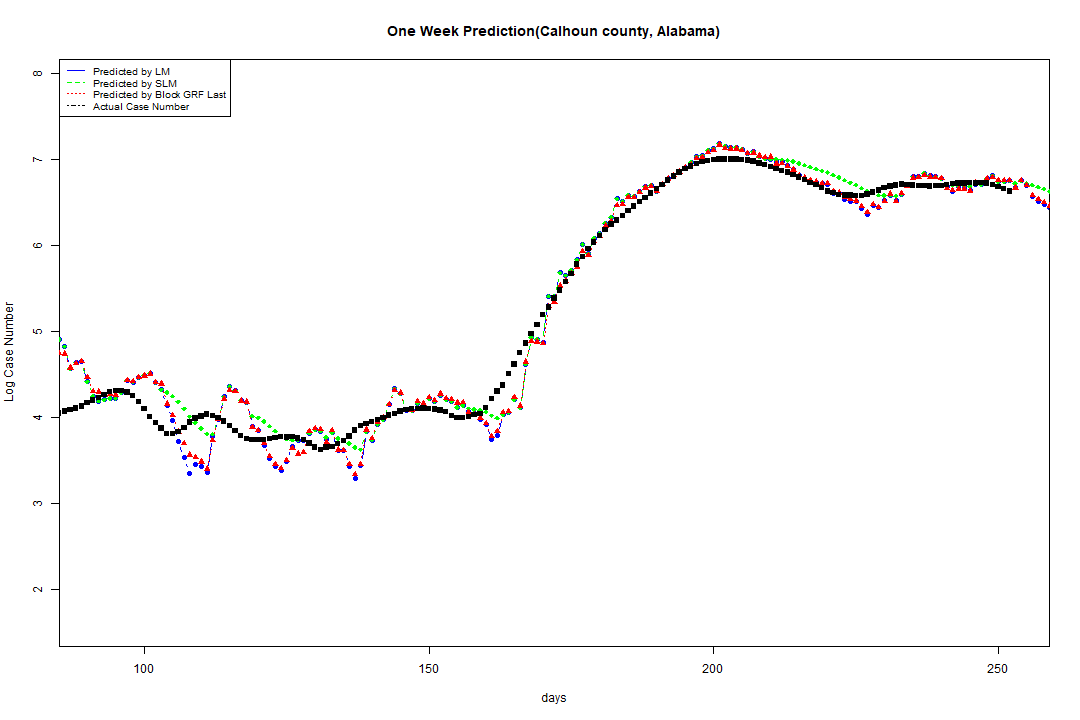 One Week Prediction(Calhoun county, Alabama)
Predicted by LM
Predicted by SLM
Predicted by Block GRF Last
Actual Case Number
8
7
6
5
4
3
2
Log Case Number
100
150
200
250
days